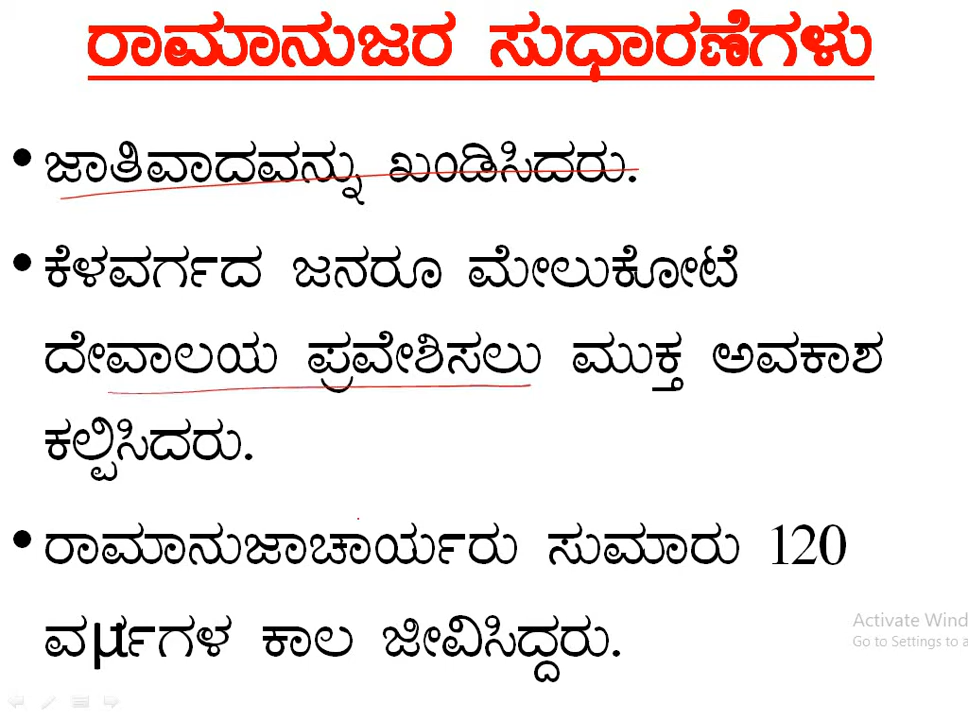 ರಾಮಾನುಜರ ಸುಧಾರಣೆಗಳು
• ಜಾತಿವಾದವನ್ನು ಖಂಡಿಸಿದರು.
• ಕೆಳವರ್ಗದ ಜನರೂ ಮೇಲುಕೋಟೆ
ದೇವಾಲಯ ಪ್ರವೇಶಿಸಲು ಮುಕ್ತ ಅವಕಾಶ
ಕಲ್ಪಿಸಿದರು.
• ರಾಮಾನುಜಾಚಾರ್ಯರು ಸುಮಾರು 120
ವರ್ಷಗಳ ಕಾಲ ಜೀವಿಸಿದ್ದರು.
Activate Wind
Go to Settings to a